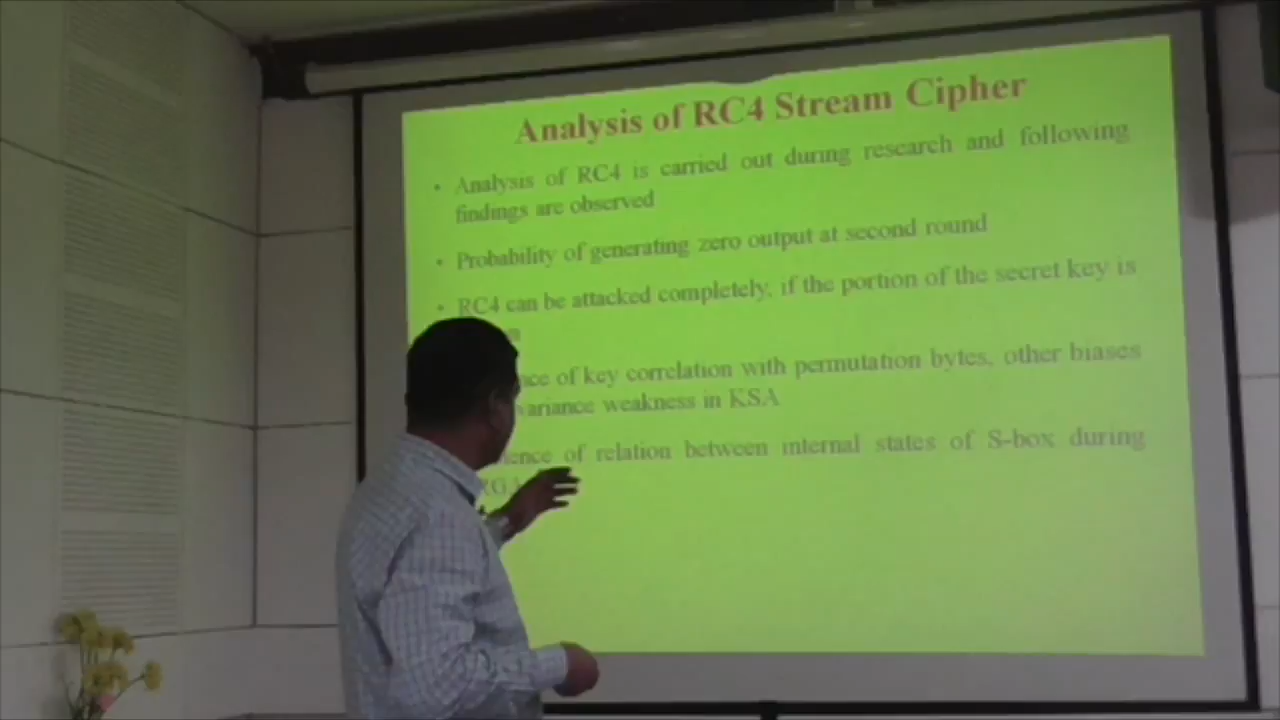 Analysis of RC4 Stream Cipher
• Analysis of RC4 is carried out during research and following
findings are observed
• Probability of generating zero output at second round
• RC4 can be attacked completely, if the portion of the secret key is
of key correlation with permutation bytes, other biases
weakness in KSA
of relation between internal states of S-box during